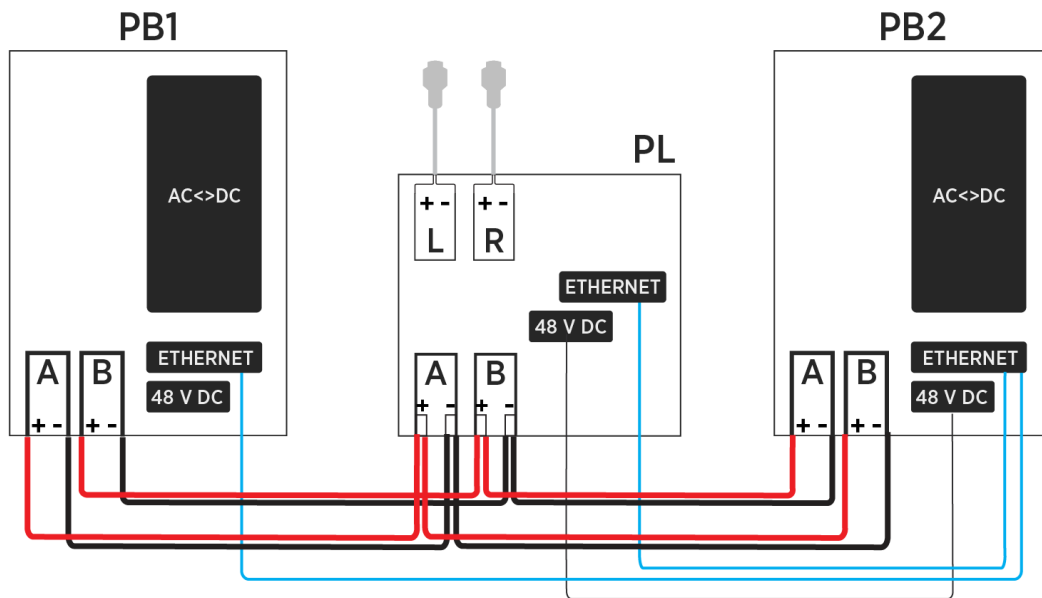 PB1
PB2
PL
AC<>DC
AC<>DC
+ -
+ -
L
R
ETHERNET
48 V DC
A
B
ETHERNET
48 V DC
+ -
+ -
A
B
+ -
+ -
A
B
ETHERNET
48 V DC
+ -
+ -